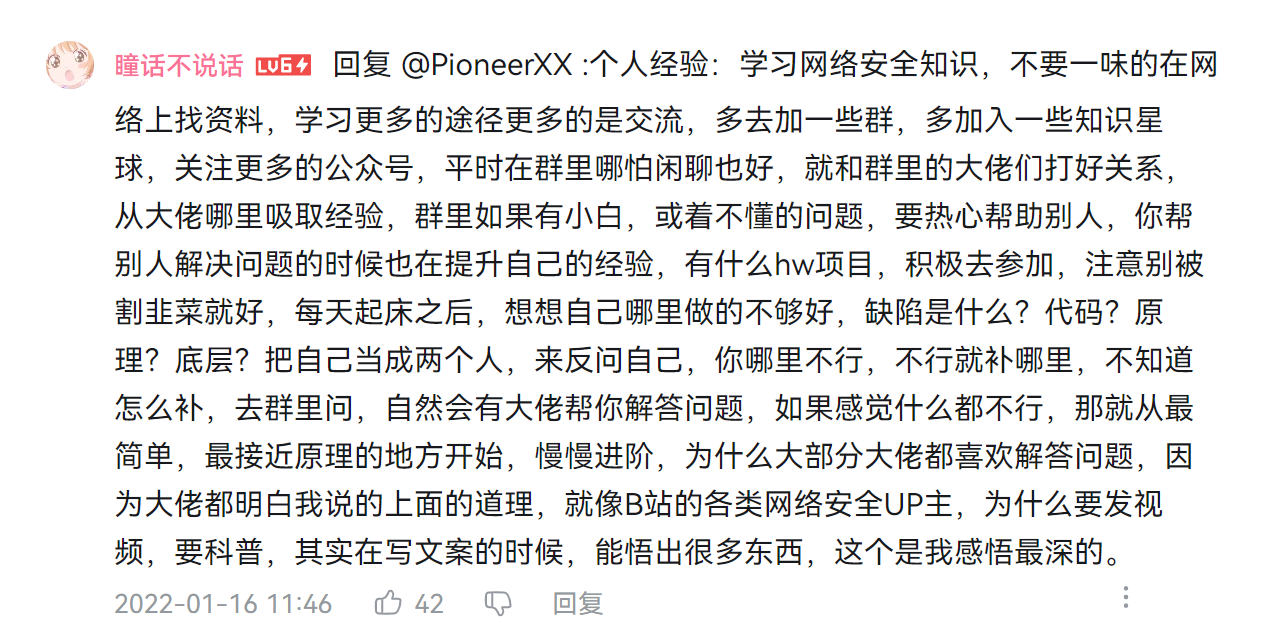 瞳话不说话 LV6 回复 @PioneerXX :个人经验：学习网络安全知识，不要一味的在网
络上找资料，学习更多的途径更多的是交流，多去加一些群，多加入一些知识星
球，关注更多的公众号，平时在群里哪怕闲聊也好，就和群里的大佬们打好关系，
从大佬哪里吸取经验，群里如果有小白，或着不懂的问题，要热心帮助别人，你帮
别人解决问题的时候也在提升自己的经验，有什么hw项目，积极去参加，注意别被
割韭菜就好，每天起床之后，想想自己哪里做的不够好，缺陷是什么？代码？原
理？底层？把自己当成两个人，来反问自己，你哪里不行，不行就补哪里，不知道
怎么补，去群里问，自然会有大佬帮你解答问题，如果感觉什么都不行，那就从最
简单，最接近原理的地方开始，慢慢进阶，为什么大部分大佬都喜欢解答问题，因
为大佬都明白我说的上面的道理，就像B站的各类网络安全UP主，为什么要发视
频，要科普，其实在写文案的时候，能悟出很多东西，这个是我感悟最深的。
2022-01-16 11:46 42 回复